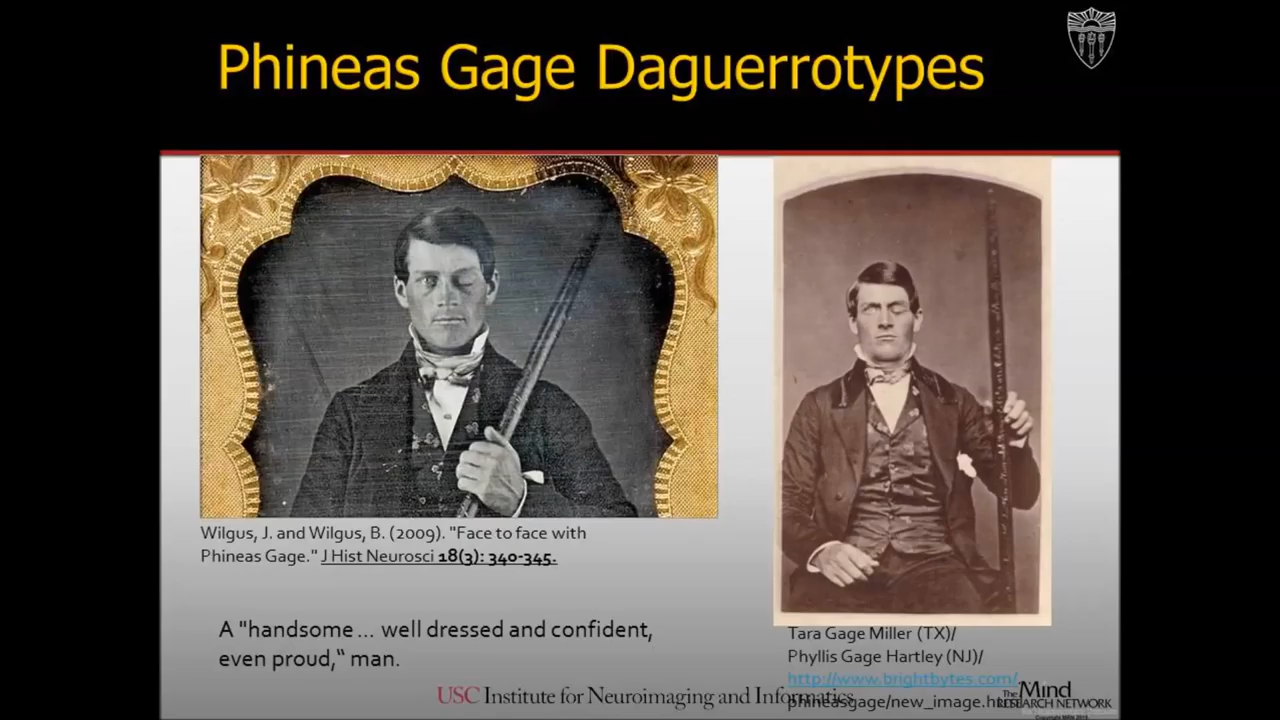 Phineas Gage Daguerrotypes
Wilgus, J. and Wilgus, B. (2009). "Face to face with
Phineas Gage." J Hist Neurosci 18(3): 340-345.
A "handsome ... well dressed and confident,
even proud," man.
Tara Gage Miller (TX)/
Phyllis Gage Hartley (NJ)/
http://www.brightbytes.com/
phineasgage/new_image.h
USC Institute for Neuroimaging and Informatics
The Mind
RESEARCH NETWORK